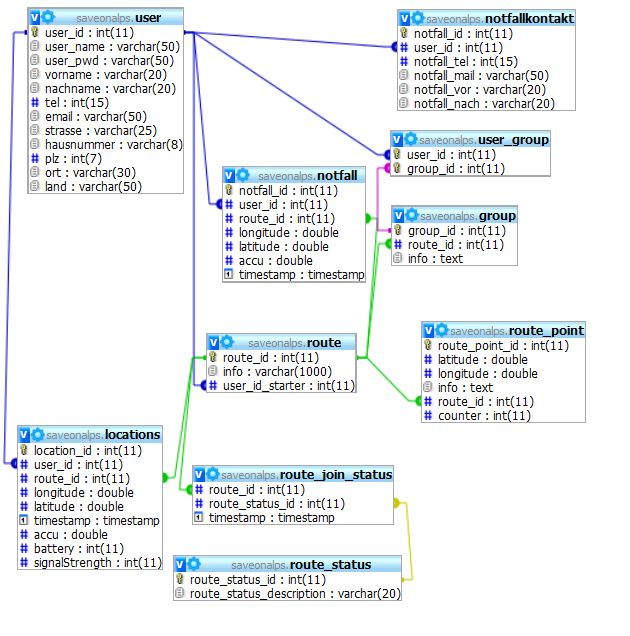 saveonalps.user
user_id : int(11)
user_name : varchar(50)
user_pwd : varchar(50)
vorname : varchar(20)
nachname : varchar(20)
tel : int(15)
email : varchar(50)
strasse : varchar(25)
hausnummer : varchar(8)
plz : int(7)
ort : varchar(30)
land : varchar(50)
saveonalps.notfallkontakt
notfall_id : int(11)
user_id : int(11)
notfall_tel : int(15)
notfall_mail : varchar(50)
notfall_vor : varchar(20)
notfall_nach : varchar(20)
saveonalps.user_group
user_id : int(11)
group_id : int(11)
saveonalps.notfall
notfall_id : int(11)
user_id : int(11)
route_id : int(11)
longitude : double
latitude : double
accu : double
timestamp : timestamp
saveonalps.group
group_id : int(11)
route_id : int(11)
info : text
saveonalps.route
route_id : int(11)
info : varchar(1000)
user_id_starter : int(11)
saveonalps.route_point
route_point_id : int(11)
latitude : double
longitude : double
info : text
route_id : int(11)
counter : int(11)
saveonalps.locations
location_id : int(11)
user_id : int(11)
route_id : int(11)
longitude : double
latitude : double
timestamp : timestamp
accu : double
battery : int(11)
signalStrength : int(11)
saveonalps.route_join_status
route_id : int(11)
route_status_id : int(11)
timestamp : timestamp
saveonalps.route_status
route_status_id : int(11)
route_status_description : varchar(20)